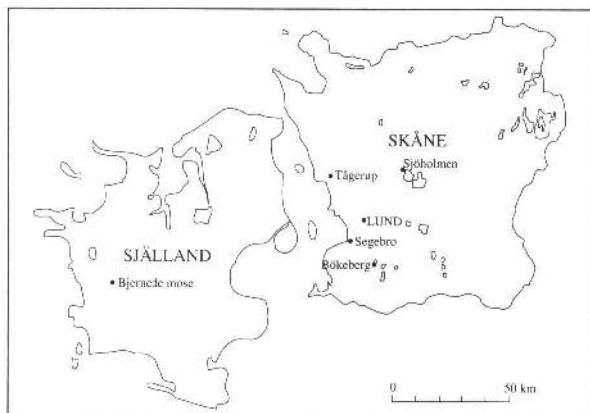 SKÅNE
Sjöholmen
Tågerup
LUND
Segebro
SJÄLLAND
Bökeberg
Bjernede mose
0 50 km